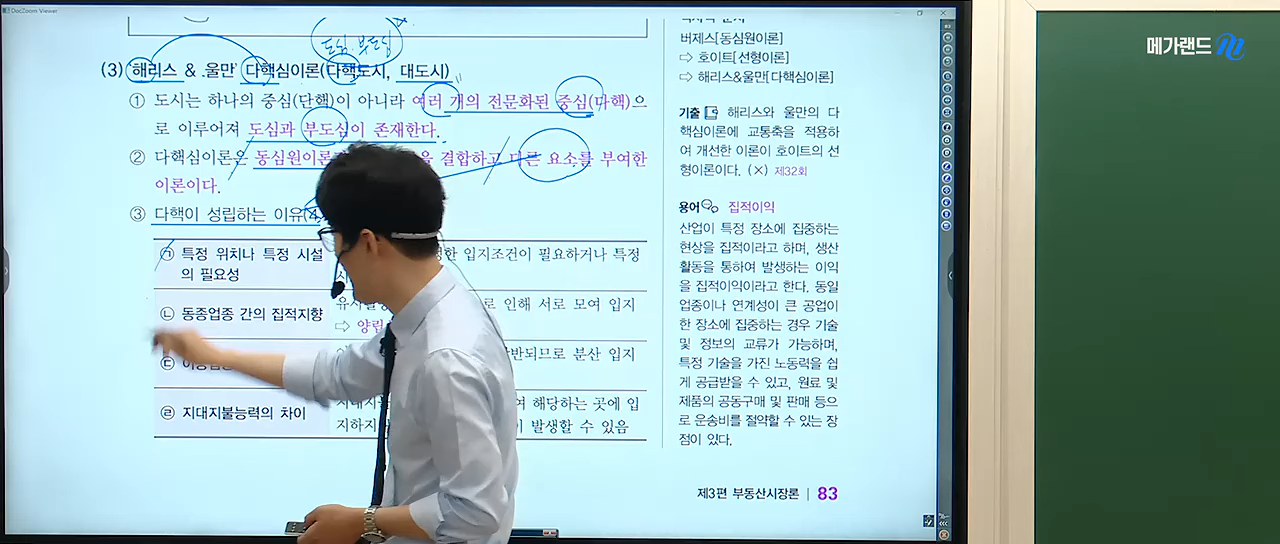 DocZoom Viewer
도심, 부도심
(3) 해리스 & 울만 다핵심이론(다핵도시, 대도시)
① 도시는 하나의 중심(단핵)이 아니라 여러 개의 전문화된 중심(다핵)으
로 이루어져 도심과 부도심이 존재한다.
② 다핵심이론은 동심원이론 을 결합하고 다른 요소를 부여한
이론이다.
③ 다핵이 성립하는 이유(4
㉠ 특정 위치나 특정 시설
의 필요성
한 입지조건이 필요하거나 특정
㉡ 동종업종 간의 집적지향
로 인해 서로 모여 입지
⇨ 양립
㉢
반되므로 분산 입지
㉣ 지대지불능력의 차이
해당하는 곳에 입
지하지
이 발생할 수 있음
버제스[동심원이론]
⇨ 호이트[선형이론]
⇨ 해리스&울만[다핵심이론]
기출 해리스와 울만의 다
핵심이론에 교통축을 적용하
여 개선한 이론이 호이트의 선
형이론이다. (×) 제32회
용어 집적이익
산업이 특정 장소에 집중하는
현상을 집적이라고 하며, 생산
활동을 통하여 발생하는 이익
을 집적이익이라고 한다. 동일
업종이나 연계성이 큰 공업이
한 장소에 집중하는 경우 기술
및 정보의 교류가 가능하며,
특정 기술을 가진 노동력을 쉽
게 공급받을 수 있고, 원료 및
제품의 공동구매 및 판매 등으
로 운송비를 절약할 수 있는 장
점이 있다.
제3편 부동산시장론 | 83
메가랜드